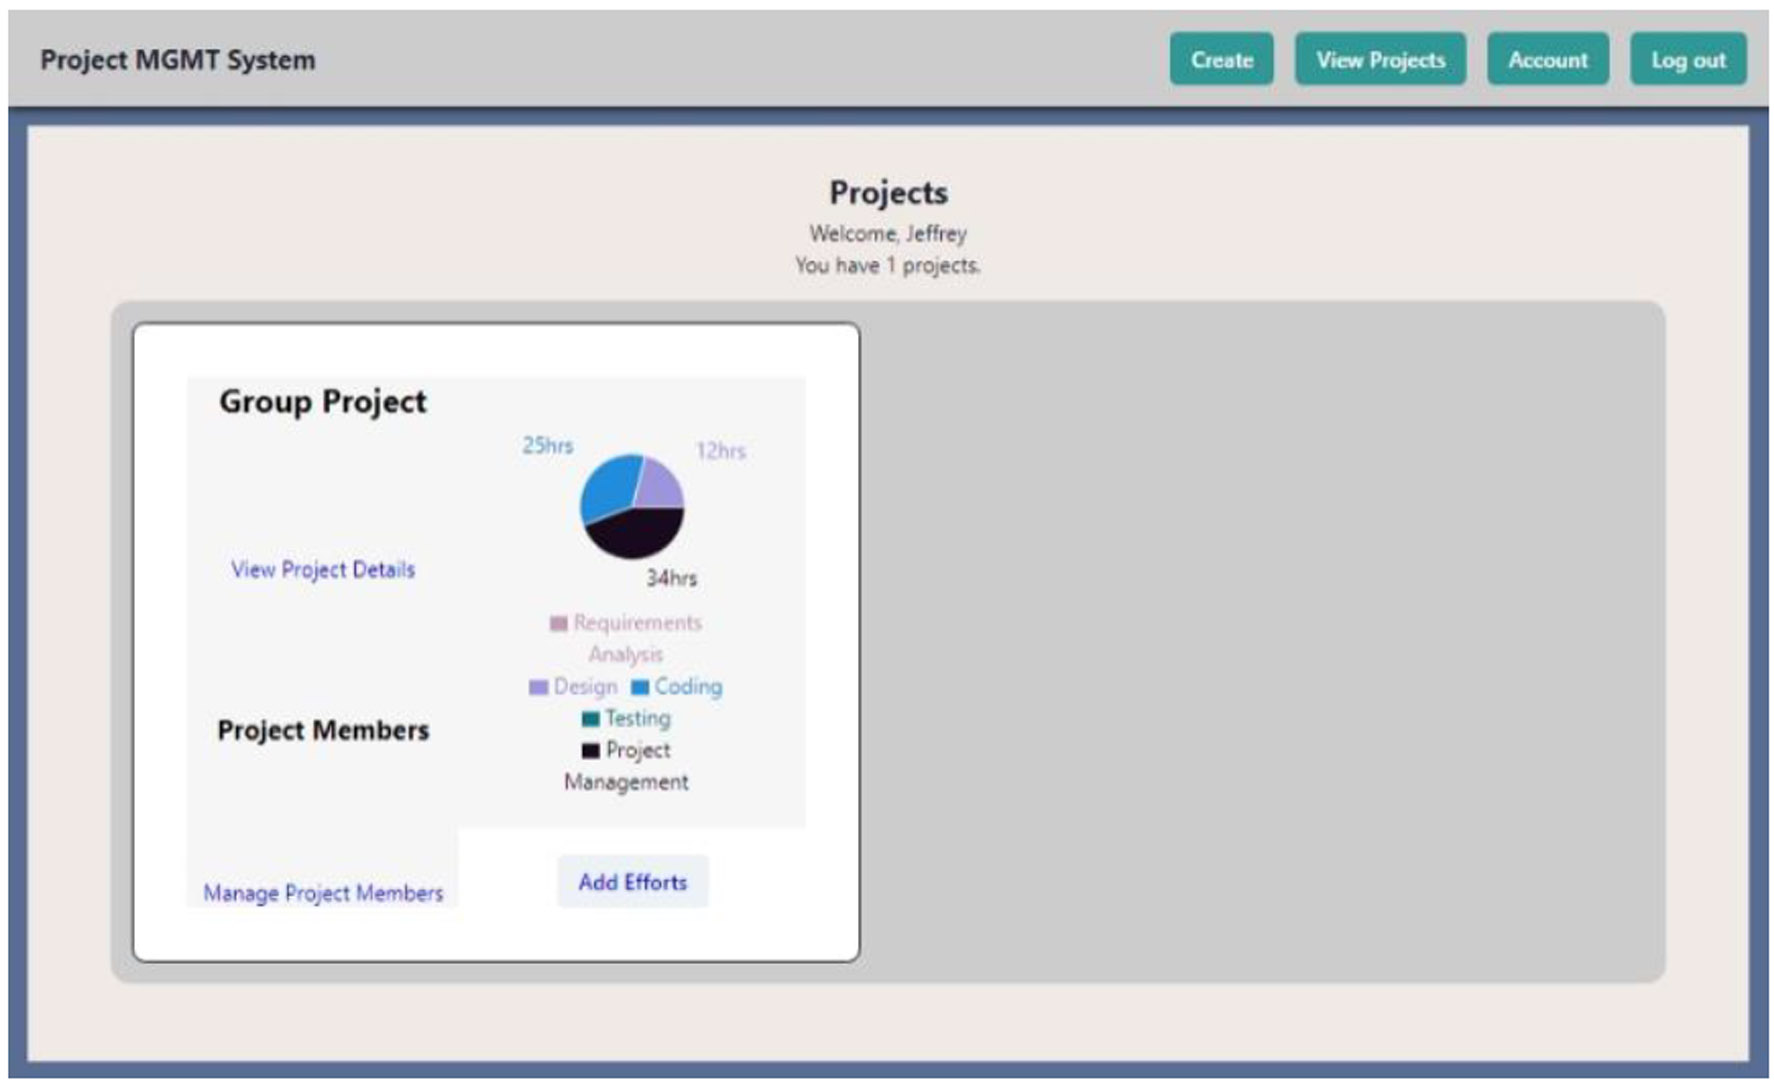 Project MGMT System
Create
View Projects
Account
Log out
Projects
Welcome, Jeffrey
You have 1 projects.
Group Project
View Project Details
Project Members
Manage Project Members
25hrs
12hrs
34hrs
Requirements
Analysis
Design Coding
Testing
Project
Management
Add Efforts